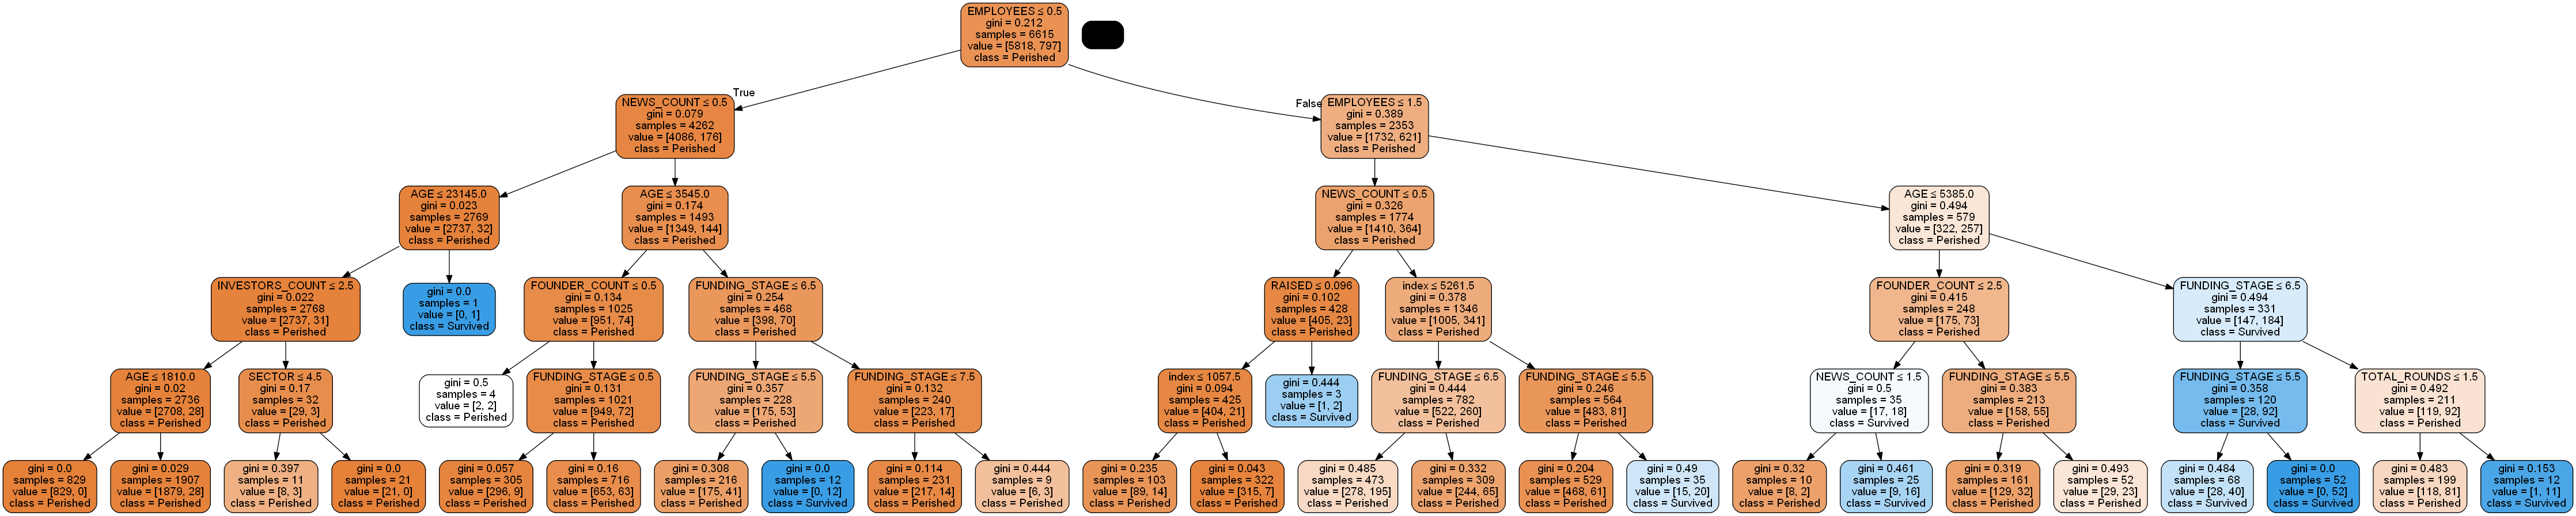 EMPLOYEES ≤ 0.5
gini = 0.212
samples = 6615
value = [5818, 797]
class = Perished
True
False
NEWS_COUNT ≤ 0.5
gini = 0.079
samples = 4262
value = [4086, 176]
class = Perished
EMPLOYEES ≤ 1.5
gini = 0.389
samples = 2353
value = [1732, 621]
class = Perished
AGE ≤ 23145.0
gini = 0.023
samples = 2769
value = [2737, 32]
class = Perished
AGE ≤ 3545.0
gini = 0.174
samples = 1493
value = [1349, 144]
class = Perished
NEWS_COUNT ≤ 0.5
gini = 0.326
samples = 1774
value = [1410, 364]
class = Perished
AGE ≤ 5385.0
gini = 0.494
samples = 579
value = [322, 257]
class = Perished
INVESTORS_COUNT ≤ 2.5
gini = 0.022
samples = 2768
value = [2737, 31]
class = Perished
gini = 0.0
samples = 1
value = [0, 1]
class = Survived
FOUNDER_COUNT ≤ 0.5
gini = 0.134
samples = 1025
value = [951, 74]
class = Perished
FUNDING_STAGE ≤ 6.5
gini = 0.254
samples = 468
value = [398, 70]
class = Perished
RAISED ≤ 0.096
gini = 0.102
samples = 428
value = [405, 23]
class = Perished
index ≤ 5261.5
gini = 0.378
samples = 1346
value = [1005, 341]
class = Perished
FOUNDER_COUNT ≤ 2.5
gini = 0.415
samples = 248
value = [175, 73]
class = Perished
FUNDING_STAGE ≤ 6.5
gini = 0.494
samples = 331
value = [147, 184]
class = Survived
AGE ≤ 1810.0
gini = 0.02
samples = 2736
value = [2708, 28]
class = Perished
SECTOR ≤ 4.5
gini = 0.17
samples = 32
value = [29, 3]
class = Perished
gini = 0.5
samples = 4
value = [2, 2]
class = Perished
FUNDING_STAGE ≤ 0.5
gini = 0.131
samples = 1021
value = [949, 72]
class = Perished
FUNDING_STAGE ≤ 5.5
gini = 0.357
samples = 228
value = [175, 53]
class = Perished
FUNDING_STAGE ≤ 7.5
gini = 0.132
samples = 240
value = [223, 17]
class = Perished
index ≤ 1057.5
gini = 0.094
samples = 425
value = [404, 21]
class = Perished
gini = 0.444
samples = 3
value = [1, 2]
class = Survived
FUNDING_STAGE ≤ 6.5
gini = 0.444
samples = 782
value = [522, 260]
class = Perished
FUNDING_STAGE ≤ 5.5
gini = 0.246
samples = 564
value = [483, 81]
class = Perished
NEWS_COUNT ≤ 1.5
gini = 0.5
samples = 35
value = [17, 18]
class = Survived
FUNDING_STAGE ≤ 5.5
gini = 0.383
samples = 213
value = [158, 55]
class = Perished
FUNDING_STAGE ≤ 5.5
gini = 0.358
samples = 120
value = [28, 92]
class = Survived
TOTAL_ROUNDS ≤ 1.5
gini = 0.492
samples = 211
value = [119, 92]
class = Perished
gini = 0.0
samples = 829
value = [829, 0]
class = Perished
gini = 0.029
samples = 1907
value = [1879, 28]
class = Perished
gini = 0.397
samples = 11
value = [8, 3]
class = Perished
gini = 0.0
samples = 21
value = [21, 0]
class = Perished
gini = 0.057
samples = 305
value = [296, 9]
class = Perished
gini = 0.16
samples = 716
value = [653, 63]
class = Perished
gini = 0.308
samples = 216
value = [175, 41]
class = Perished
gini = 0.0
samples = 12
value = [0, 12]
class = Survived
gini = 0.114
samples = 231
value = [217, 14]
class = Perished
gini = 0.444
samples = 9
value = [6, 3]
class = Perished
gini = 0.235
samples = 103
value = [89, 14]
class = Perished
gini = 0.043
samples = 322
value = [315, 7]
class = Perished
gini = 0.485
samples = 473
value = [278, 195]
class = Perished
gini = 0.332
samples = 309
value = [244, 65]
class = Perished
gini = 0.204
samples = 529
value = [468, 61]
class = Perished
gini = 0.49
samples = 35
value = [15, 20]
class = Survived
gini = 0.32
samples = 10
value = [8, 2]
class = Perished
gini = 0.461
samples = 25
value = [9, 16]
class = Survived
gini = 0.319
samples = 161
value = [129, 32]
class = Perished
gini = 0.493
samples = 52
value = [29, 23]
class = Perished
gini = 0.484
samples = 68
value = [28, 40]
class = Survived
gini = 0.0
samples = 52
value = [0, 52]
class = Survived
gini = 0.483
samples = 199
value = [118, 81]
class = Perished
gini = 0.153
samples = 12
value = [1, 11]
class = Survived